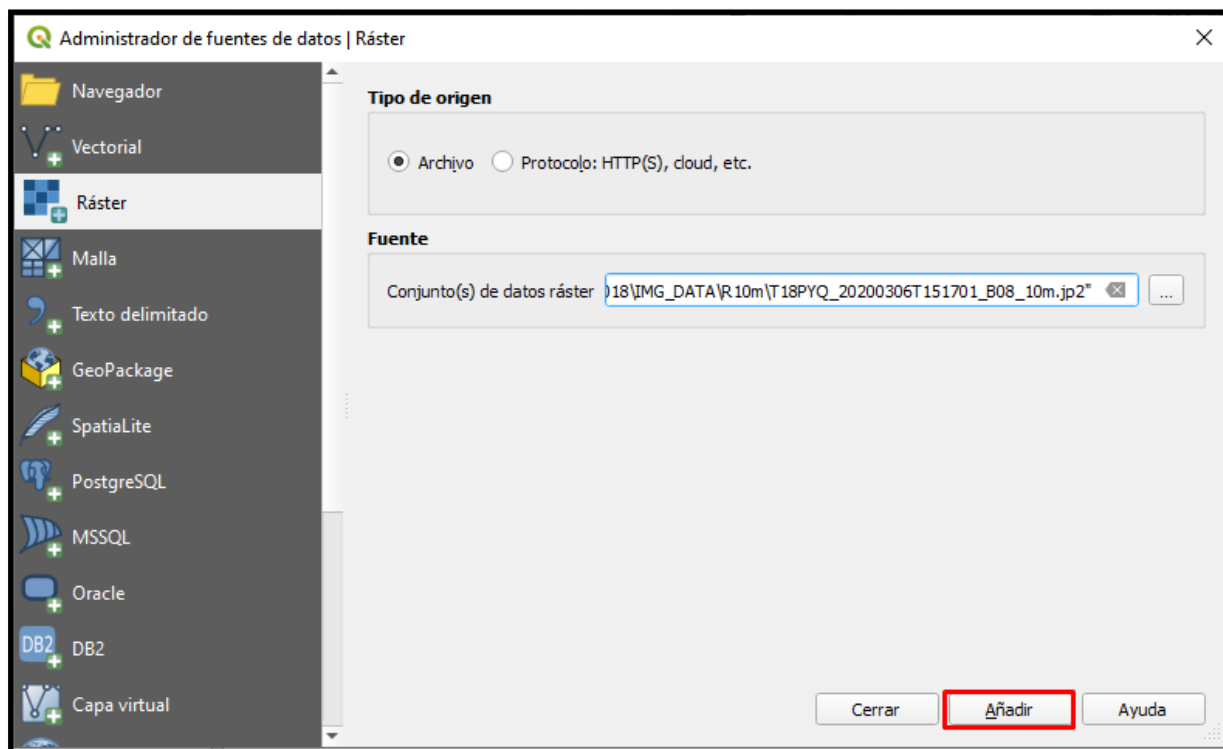 Administrador de fuentes de datos | Ráster
Navegador
Vectorial
Ráster
Malla
Texto delimitado
GeoPackage
SpatiaLite
PostgreSQL
MSSQL
Oracle
DB2
DB2
Capa virtual
Tipo de origen
Archivo
Protocolo: HTTP(S), cloud, etc.
Fuente
Conjunto(s) de datos ráster 18\IMG_DATA\R10m\T18PYQ_20200306T151701_B08_10m.jp2" ...
Cerrar Añadir Ayuda